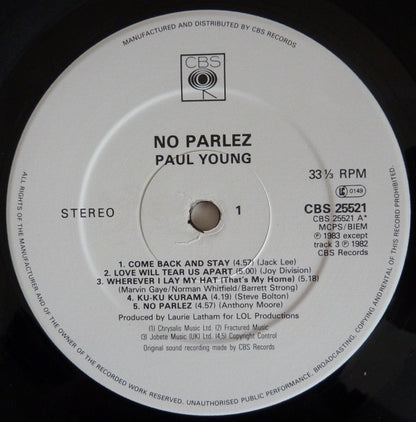 MANUFACTURED AND DISTRIBUTED BY CBS RECORDS
CBS
NO PARLEZ
PAUL YOUNG
33⅓ RPM
LC 0149
STEREO
1
CBS 25521
CBS 25521 A*
MCPS/BIEM
℗ 1983 except
track 3 ℗ 1982
CBS Records
1. COME BACK AND STAY (4.57) (Jack Lee)
2. LOVE WILL TEAR US APART (5.00) (Joy Division)
3. WHEREVER I LAY MY HAT (That's My Home) (5.18)
(Marvin Gaye/Norman Whitfield/Barrett Strong)
4. KU-KU KURAMA (4.19) (Steve Bolton)
5. NO PARLEZ (4.57) (Anthony Moore)
Produced by Laurie Latham for LOL Productions
(1) Chrysalis Music Ltd. (2) Fractured Music
(3) Jobete Music (UK) Ltd. (4,5) Copyright Control
Original sound recording made by CBS Records
ALL RIGHTS OF THE MANUFACTURER AND OF THE OWNER OF THE RECORDED WORK RESERVED. UNAUTHORISED PUBLIC PERFORMANCE, BROADCASTING, COPYING AND RENTAL OF THIS RECORD PROHIBITED.